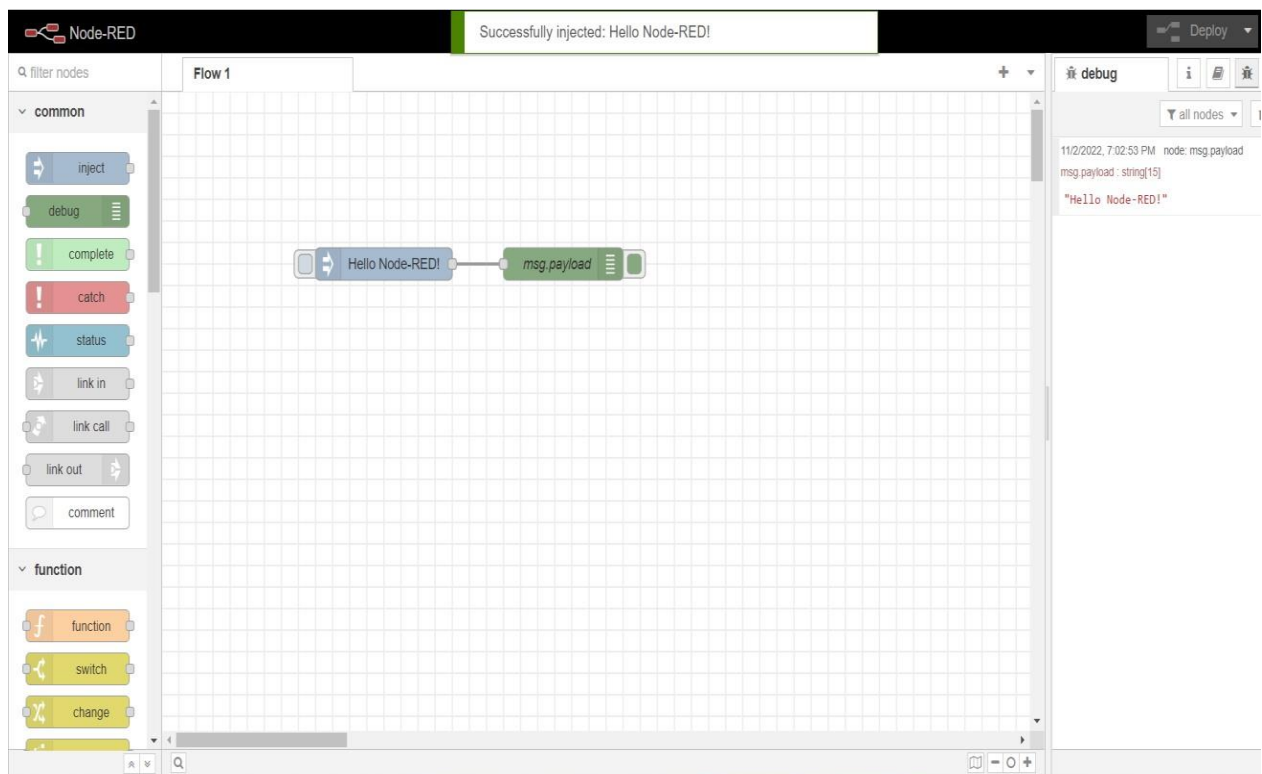 Node-RED
Successfully injected: Hello Node-RED!
Deploy
filter nodes
Flow 1
debug
i
common
all nodes
inject
11/2/2022, 7:02:53 PM node: msg.payload
msg.payload : string[15]
"Hello Node-RED!"
debug
complete
Hello Node-RED!
msg.payload
catch
status
link in
link call
link out
comment
function
function
switch
change